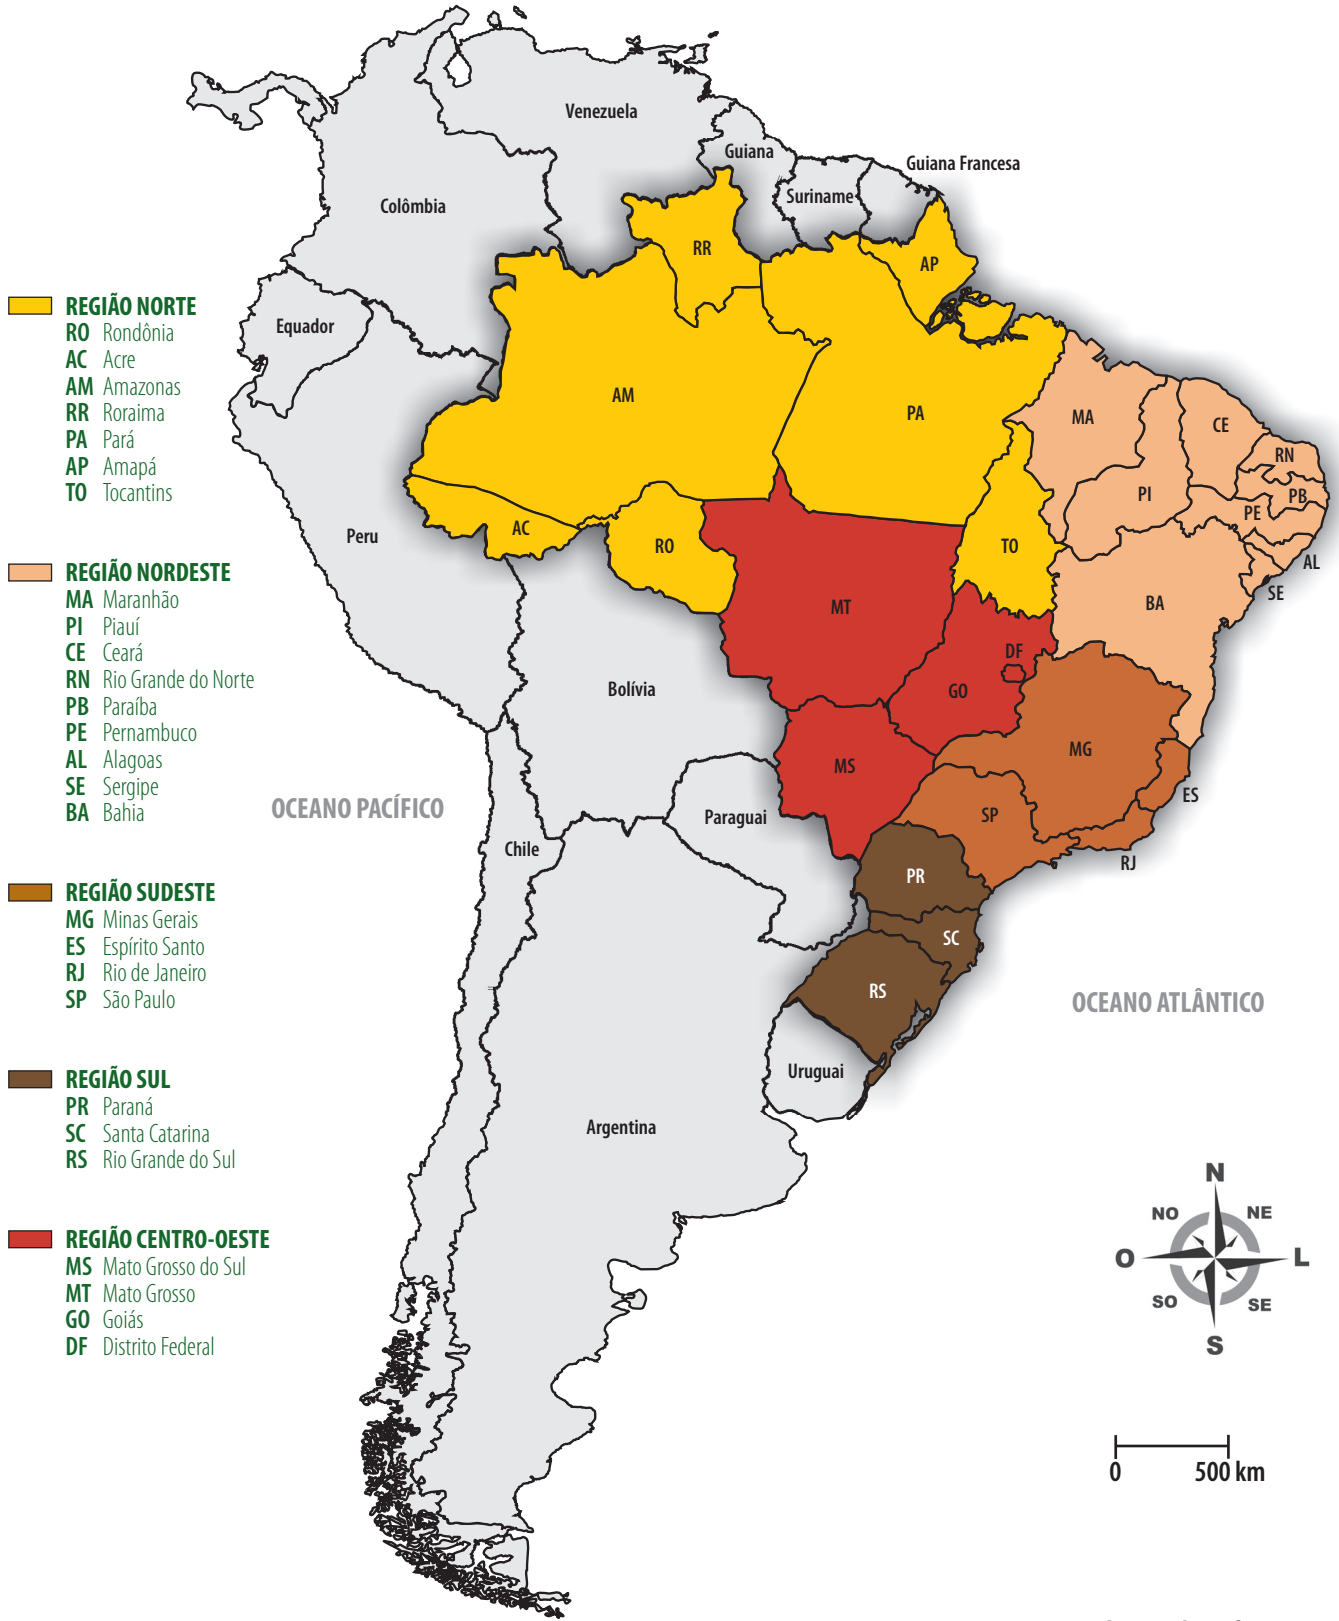 Venezuela
Guiana
Guiana Francesa
Suriname
Colômbia
RR
AP
Equador
AM
PA
MA
CE
RN
PI
PB
PE
AC
Peru
RO
TO
AL
SE
MT
BA
DF
Bolívia
GO
MG
MS
ES
SP
Paraguai
Chile
RJ
PR
SC
RS
Uruguai
Argentina
OCEANO PACÍFICO
OCEANO ATLÂNTICO
REGIÃO NORTE
RO Rondônia
AC Acre
AM Amazonas
RR Roraima
PA Pará
AP Amapá
TO Tocantins
REGIÃO NORDESTE
MA Maranhão
PI Piauí
CE Ceará
RN Rio Grande do Norte
PB Paraíba
PE Pernambuco
AL Alagoas
SE Sergipe
BA Bahia
REGIÃO SUDESTE
MG Minas Gerais
ES Espírito Santo
RJ Rio de Janeiro
SP São Paulo
REGIÃO SUL
PR Paraná
SC Santa Catarina
RS Rio Grande do Sul
REGIÃO CENTRO-OESTE
MS Mato Grosso do Sul
MT Mato Grosso
GO Goiás
DF Distrito Federal
N
NO NE
O L
SO SE
S
0 500 km